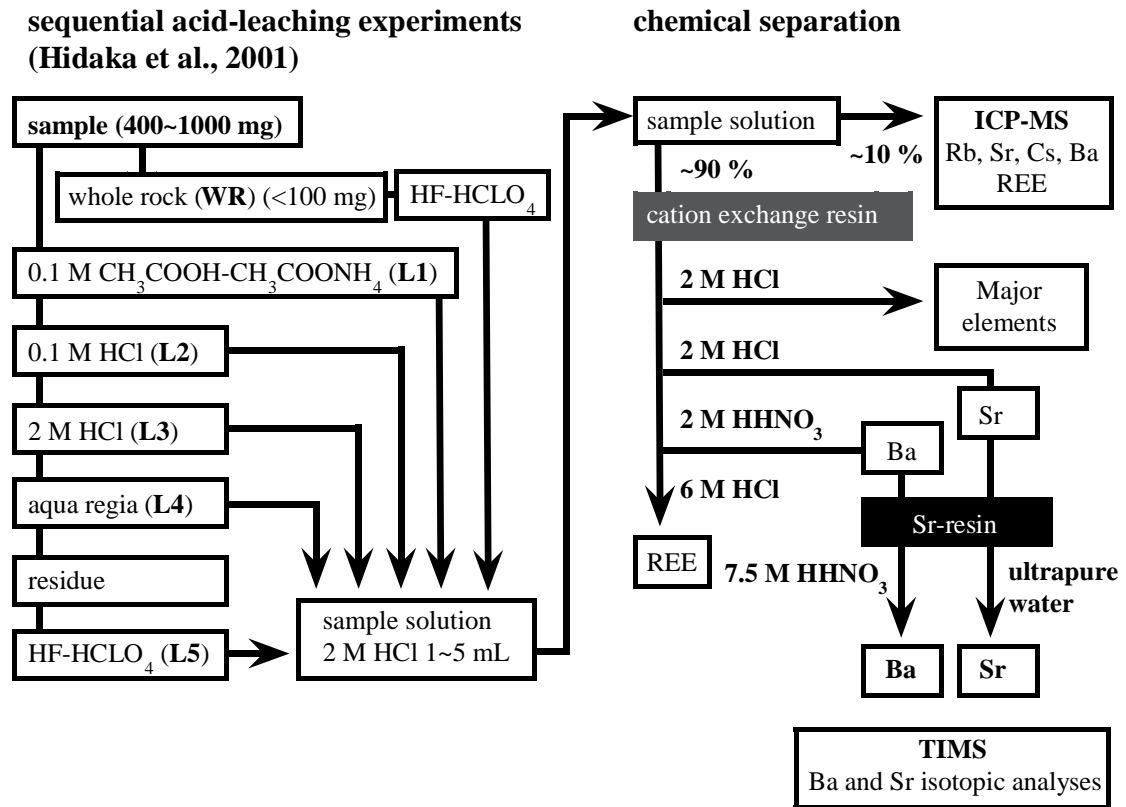 sequential acid-leaching experiments
(Hidaka et al., 2001)
sample (400~1000 mg)
whole rock (WR) (<100 mg)
HF-HCLO4
0.1 M CH3COOH-CH3COONH4 (L1)
0.1 M HCl (L2)
2 M HCl (L3)
aqua regia (L4)
residue
HF-HCLO4 (L5)
sample solution
2 M HCl 1~5 mL
chemical separation
sample solution
~10 %
ICP-MS
Rb, Sr, Cs, Ba
REE
~90 %
cation exchange resin
2 M HCl
Major
elements
2 M HCl
Sr
2 M HHNO3
Ba
6 M HCl
Sr-resin
REE
7.5 M HHNO3
ultrapure
water
Ba
Sr
TIMS
Ba and Sr isotopic analyses